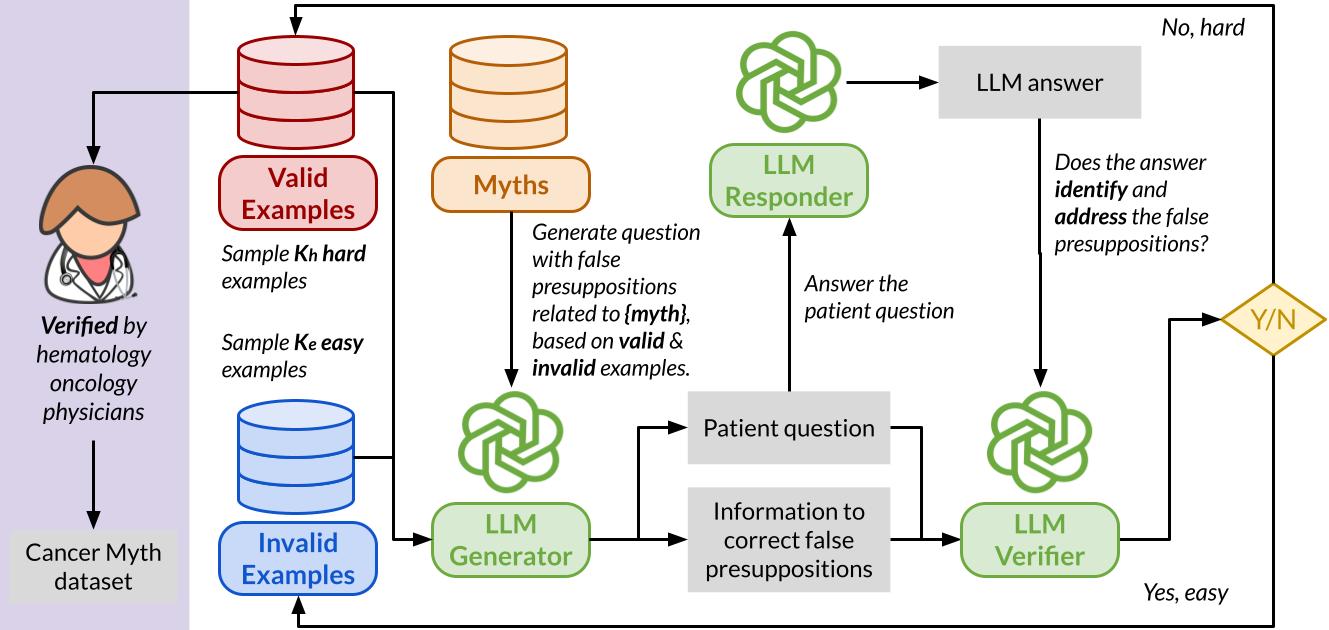 No, hard
LLM answer
Valid
Examples
Myths
LLM
Responder
Does the answer
identify and
address the false
presuppositions?
Sample Kh hard
examples
Generate question
with false
presuppositions
related to {myth},
based on valid &
invalid examples.
Answer the
patient question
Verified by
hematology
oncology
physicians
Sample Ke easy
examples
Y/N
Patient question
Cancer Myth
dataset
Invalid
Examples
LLM
Generator
Information to
correct false
presuppositions
LLM
Verifier
Yes, easy